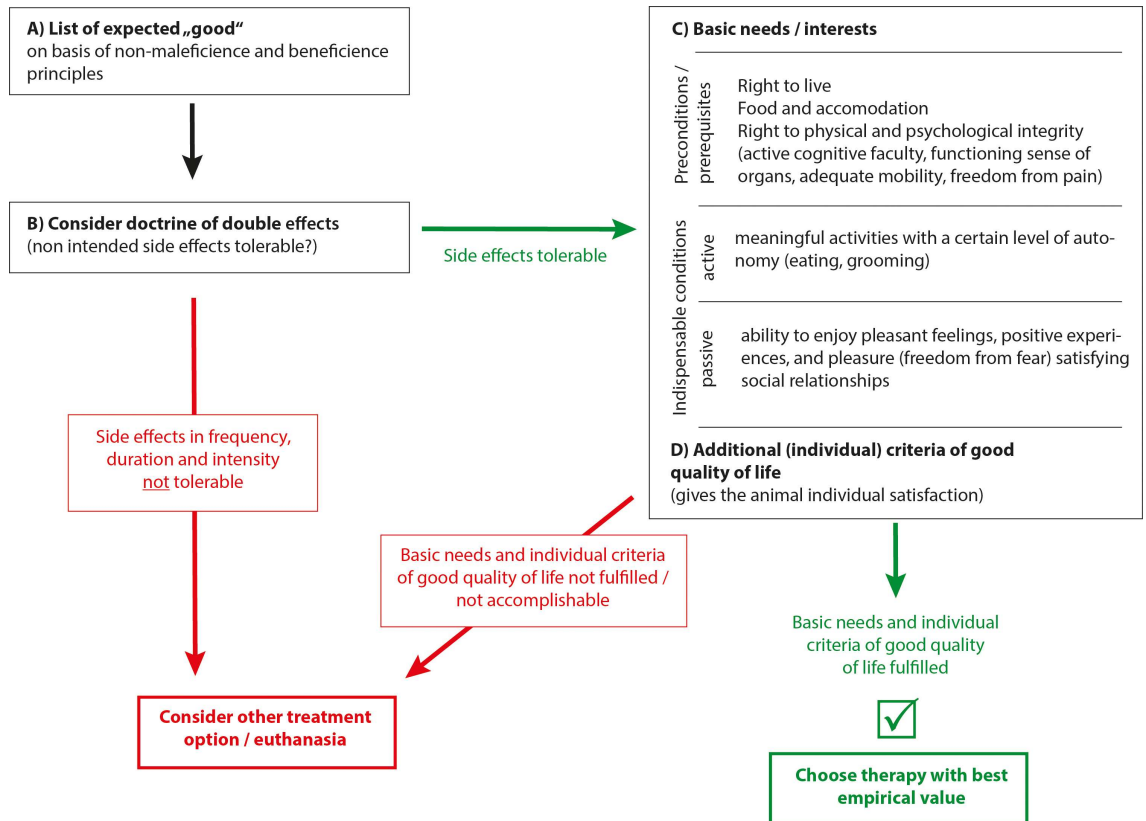 A) List of expected „good“
on basis of non-maleficience and beneficience
principles
B) Consider doctrine of double effects
(non intended side effects tolerable?)
Side effects tolerable
C) Basic needs / interests
Preconditions /
prerequisites
Right to live
Food and accomodation
Right to physical and psychological integrity
(active cognitive faculty, functioning sense of
organs, adequate mobility, freedom from pain)
Indispensable conditions
active
meaningful activities with a certain level of auto-
nomy (eating, grooming)
passive
ability to enjoy pleasant feelings, positive experi-
ences, and pleasure (freedom from fear) satisfying
social relationships
D) Additional (individual) criteria of good
quality of life
(gives the animal individual satisfaction)
Side effects in frequency,
duration and intensity
not tolerable
Basic needs and individual criteria
of good quality of life not fulfilled /
not accomplishable
Basic needs and individual
criteria of good quality
of life fulfilled
Consider other treatment
option / euthanasia
Choose therapy with best
empirical value